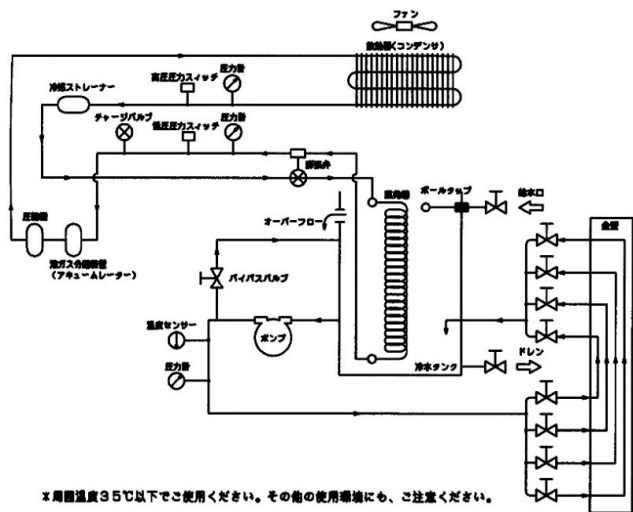 ファン
放熱器(コンデンサ)
冷媒ストレーナー
高圧圧力スイッチ
圧力計
チャージバルブ
低圧圧力スイッチ
圧力計
膨張弁
蒸発器
ボールタップ
給水口
金型
圧縮機
液ガス分離装置
(アキュームレーター)
オーバーフロー
バイパスバルブ
温度センサー
ポンプ
圧力計
冷水タンク
ドレン
*周囲温度35℃以下でご使用ください。その他の使用環境にも、ご注意ください。